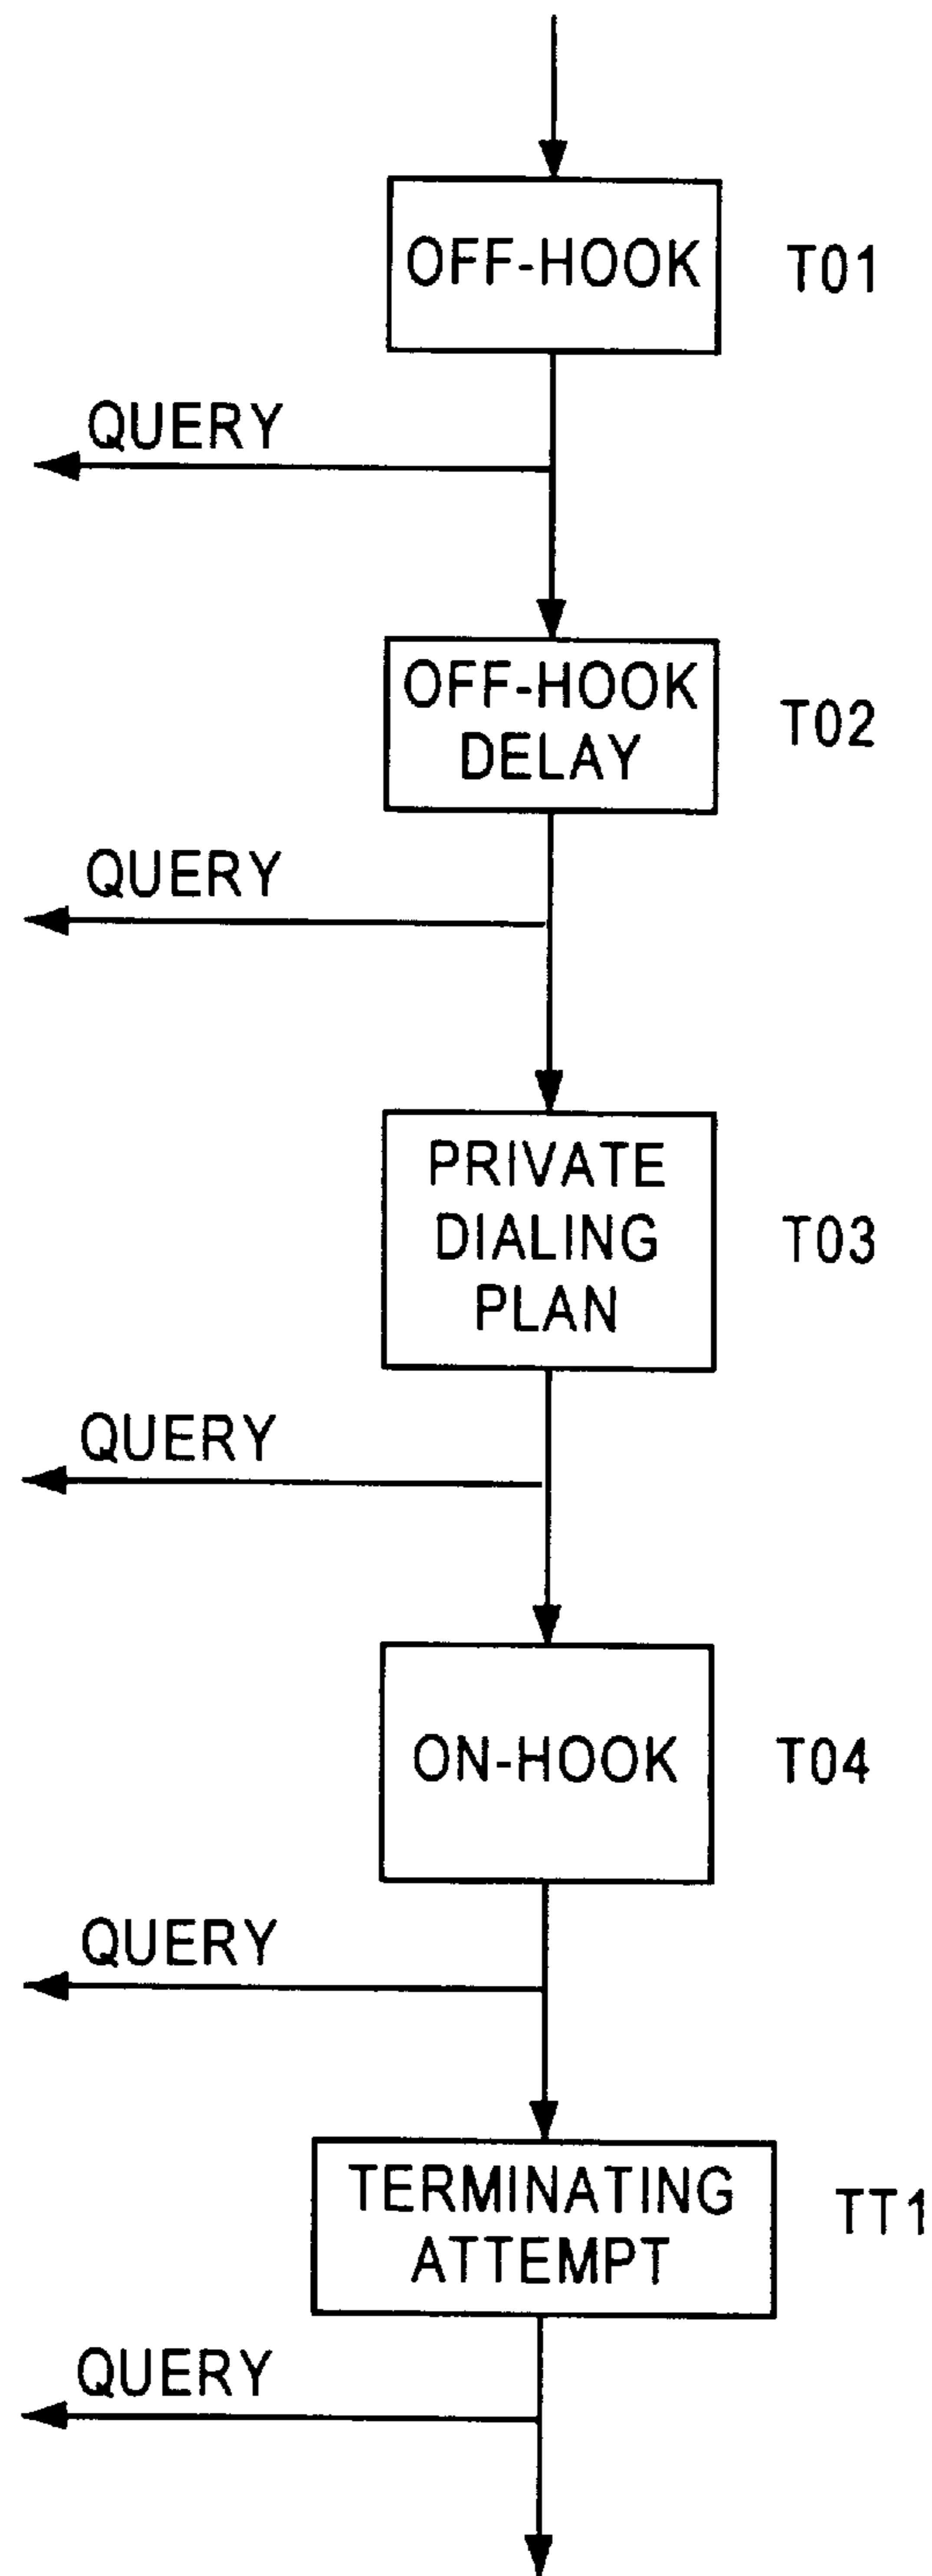 OFF-HOOK
T01
QUERY
OFF-HOOK
DELAY
T02
QUERY
PRIVATE
DIALING
PLAN
T03
QUERY
ON-HOOK
T04
QUERY
TERMINATING
ATTEMPT
TT1
QUERY